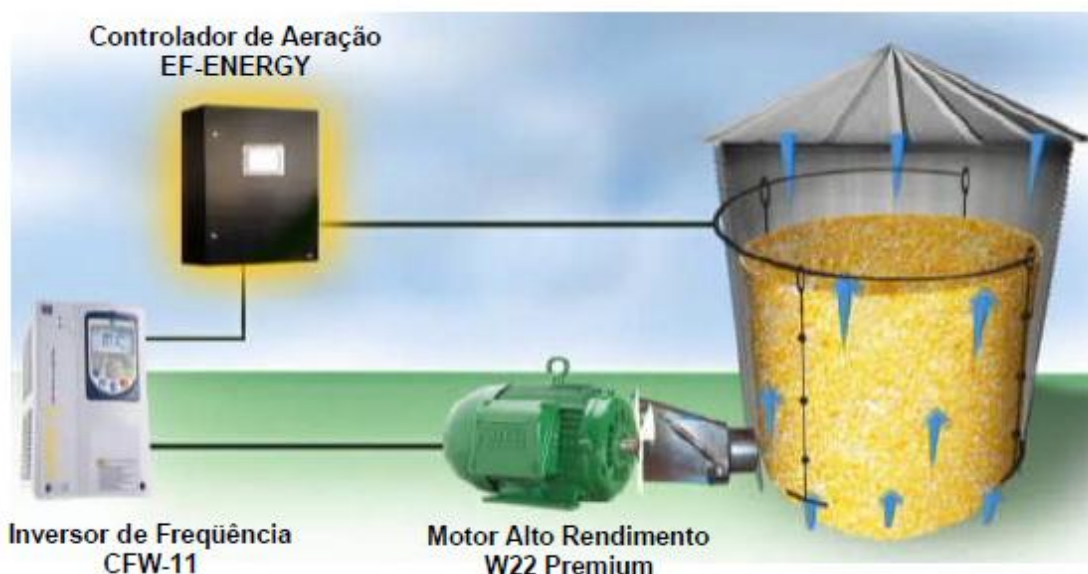 Controlador de Aeração
EF-ENERGY
Inversor de Freqüência
CFW-11
Motor Alto Rendimento
W22 Premium